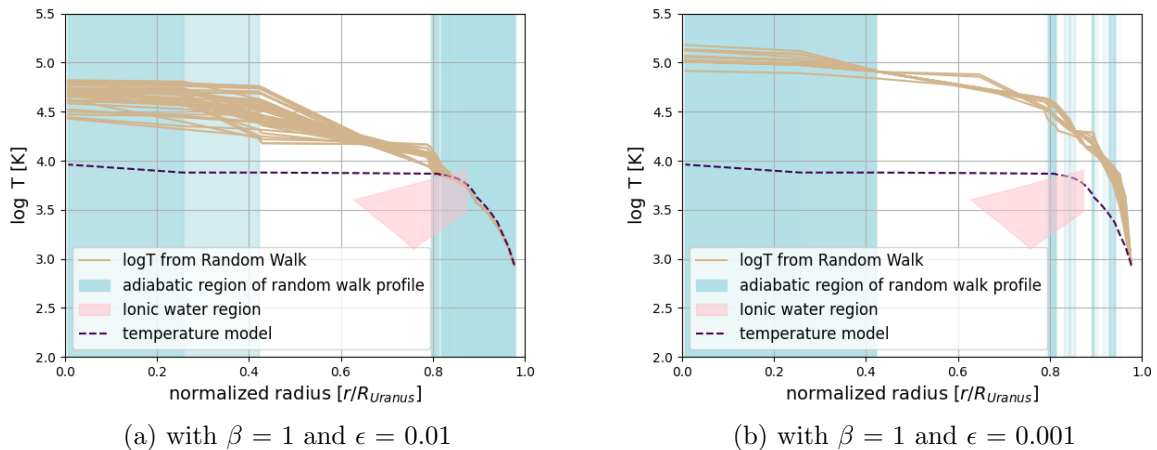 5.5
5.0
4.5
4.0
3.5
3.0
2.5
2.0
log T [K]
logT from Random Walk
adiabatic region of random walk profile
Ionic water region
temperature model
0.0 0.2 0.4 0.6 0.8 1.0
normalized radius [r/R_Uranus]
(a) with β = 1 and ϵ = 0.01
5.5
5.0
4.5
4.0
3.5
3.0
2.5
2.0
log T [K]
logT from Random Walk
adiabatic region of random walk profile
Ionic water region
temperature model
0.0 0.2 0.4 0.6 0.8 1.0
normalized radius [r/R_Uranus]
(b) with β = 1 and ϵ = 0.001